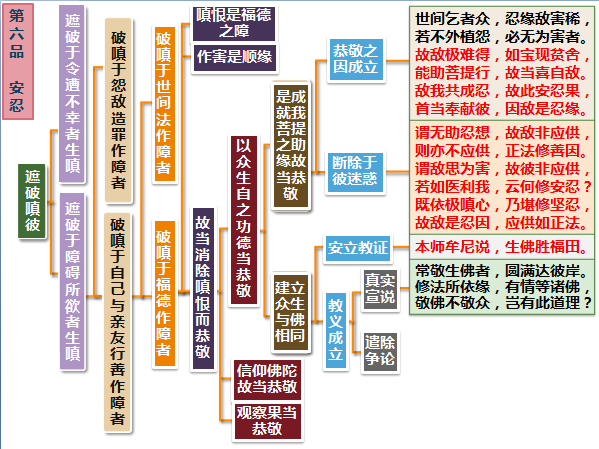 第六品 安忍
遮破嗔彼
遮破于令遭不幸者生嗔
遮破于障碍所欲者生嗔
破嗔于怨敌造罪作障者
破嗔于自己与亲友行善作障者
破嗔于世间法作障者
破嗔于福德作障者
嗔恨是福德
之障
作害是顺缘
故当消除嗔恨而恭敬
以众生自之功德当恭敬
信仰佛陀
故当恭敬
观察果当
恭敬
是成就我菩提之助缘故当恭敬
建立众生与佛相同
恭敬之
因成立
断除于
彼迷惑
安立教证
教义成立
真实宣说
遣除争论
世间乞者众，忍缘敌害稀，
若不外植怨，必无为害者。
故敌极难得，如宝现贫舍，
能助菩提行，故当喜自敌。
敌我共成忍，故此安忍果，
首当奉献彼，因敌是忍缘。
谓无助忍想，故敌非应供，
则亦不应供，正法修善因。
谓敌思为害，故彼非应供，
若如医利我，云何修安忍？
既依极嗔心，乃堪修坚忍，
故敌是忍因，应供如正法。
本师牟尼说，生佛胜福田。
常敬生佛者，圆满达彼岸。
修法所依缘，有情等诸佛，
敬佛不敬众，岂有此道理？